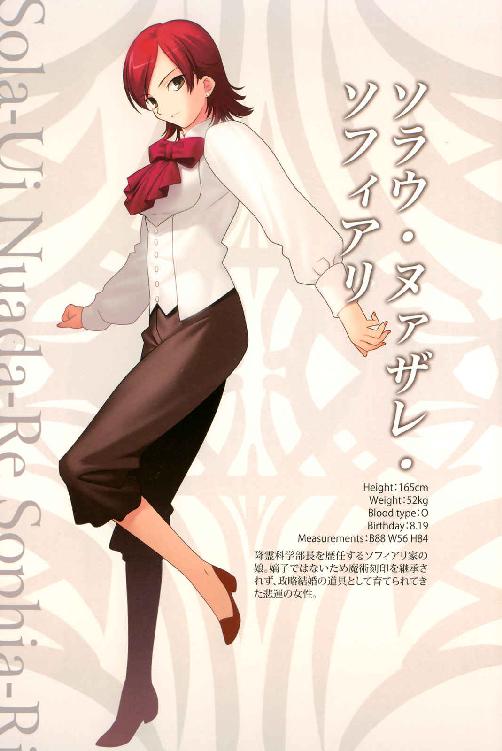 Sola-Ui Nuada-Re Sophia-Ri
ソラウ・ヌァザレ・
ソフィアリ
Height:165cm
Weight:52kg
Blood type:O
Birthday:8.19
Measurements:B88 W56 H84
降霊科学部長を歴任するソフィアリ家の
娘。嫡子ではないため魔術刻印を継承さ
れず、政略結婚の道具として育てられてき
た悲運の女性。